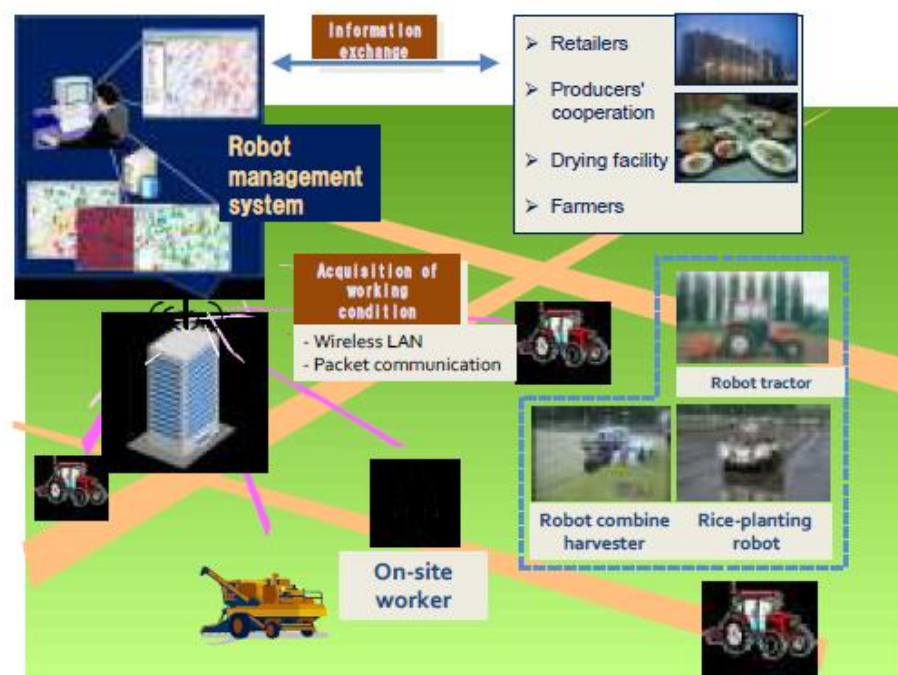 Information
exchange
➢ Retailers
➢ Producers'
cooperation
➢ Drying facility
➢ Farmers
Robot
management
system
Acquisition of
working
condition
- Wireless LAN
- Packet communication
Robot tractor
Robot combine
harvester
Rice-planting
robot
On-site
worker